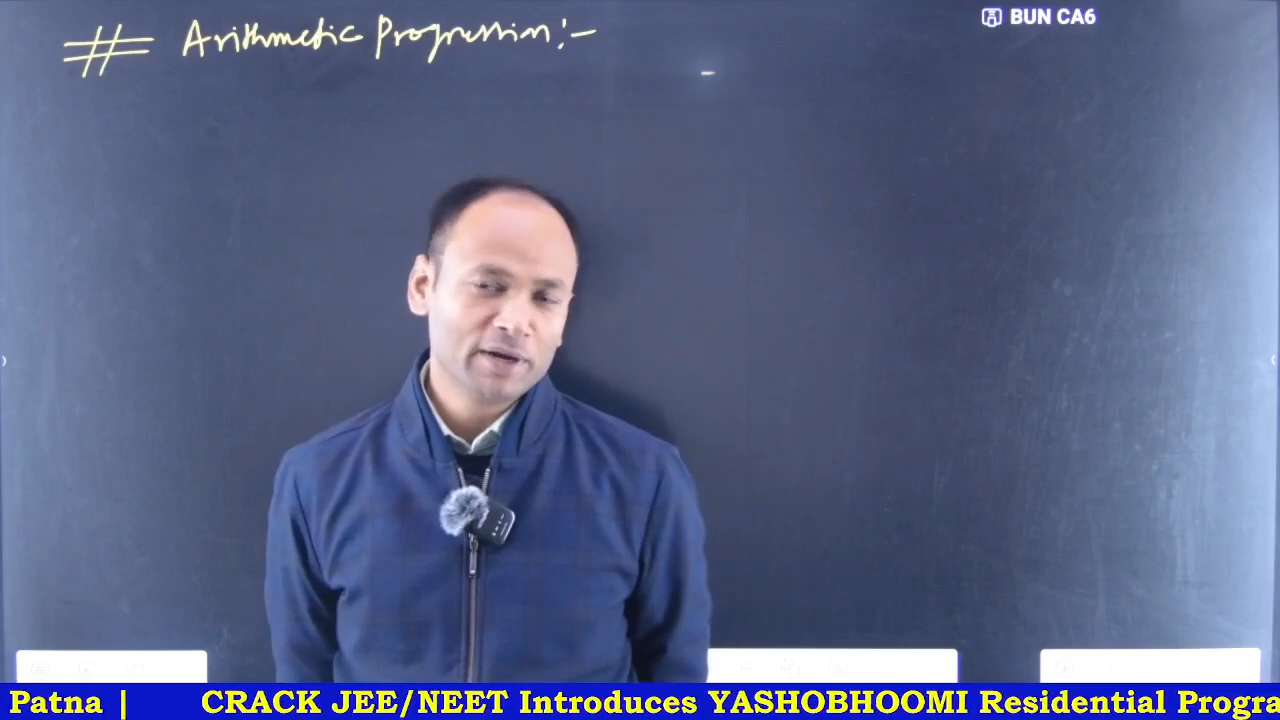 # Arithmetic Progression:-
BUN CA6
Patna | CRACK JEE/NEET Introduces YASHOBHOOMI Residential Progra